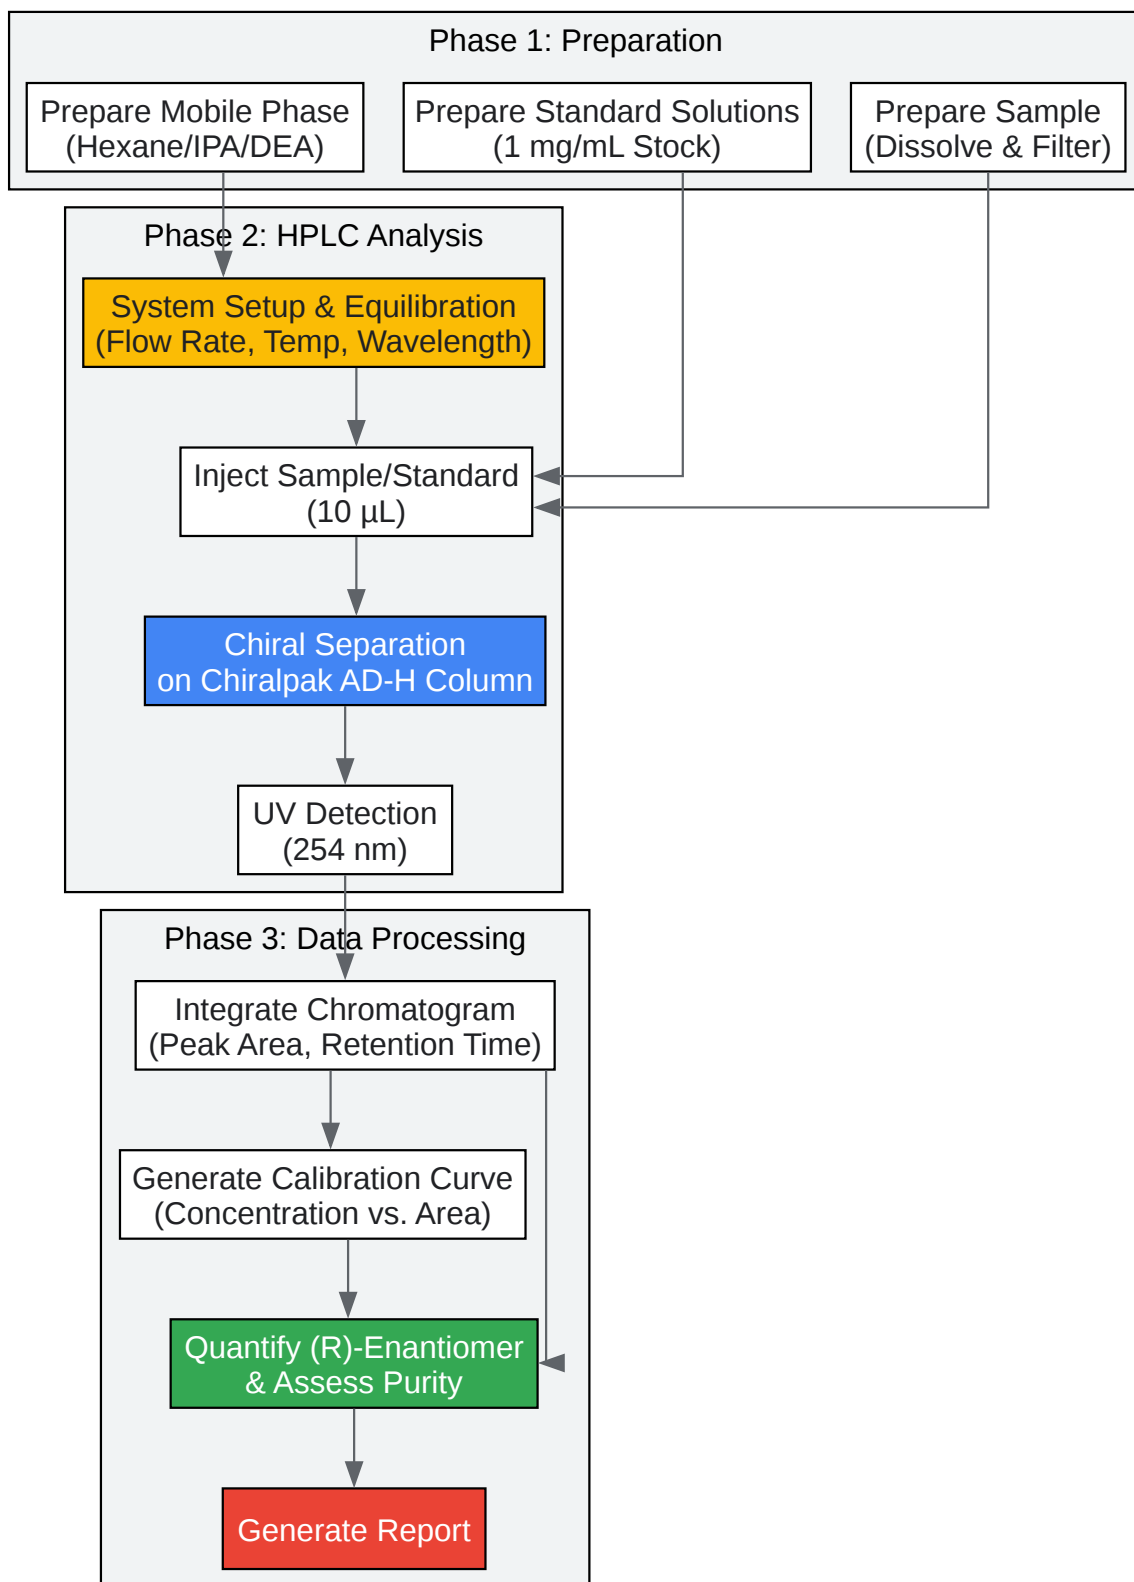 Phase 1: Preparation
Prepare Mobile Phase
(Hexane/IPA/DEA)
Prepare Standard Solutions
(1 mg/mL Stock)
Prepare Sample
(Dissolve & Filter)
Phase 2: HPLC Analysis
System Setup & Equilibration
(Flow Rate, Temp, Wavelength)
Inject Sample/Standard
(10 µL)
Chiral Separation
on Chiralpak AD-H Column
UV Detection
(254 nm)
Phase 3: Data Processing
Integrate Chromatogram
(Peak Area, Retention Time)
Generate Calibration Curve
(Concentration vs. Area)
Quantify (R)-Enantiomer
& Assess Purity
Generate Report